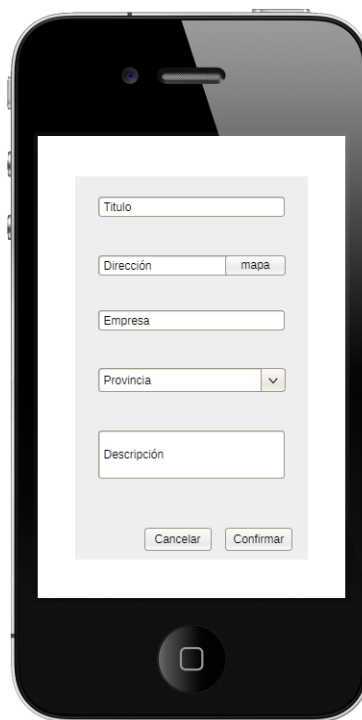 Titulo
Dirección
mapa
Empresa
Provincia
Descripción
Cancelar
Confirmar